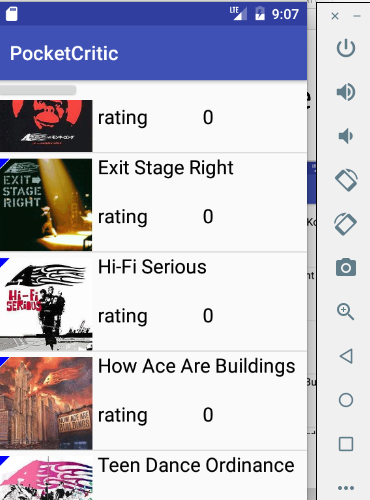 LTE 9:07
PocketCritic
rating 0
Exit Stage Right
EXIT
STAGE
RIGHT
rating 0
Hi-Fi Serious
A
Hi-Fi
SERIOUS
rating 0
How Ace Are Buildings
rating 0
Teen Dance Ordinance